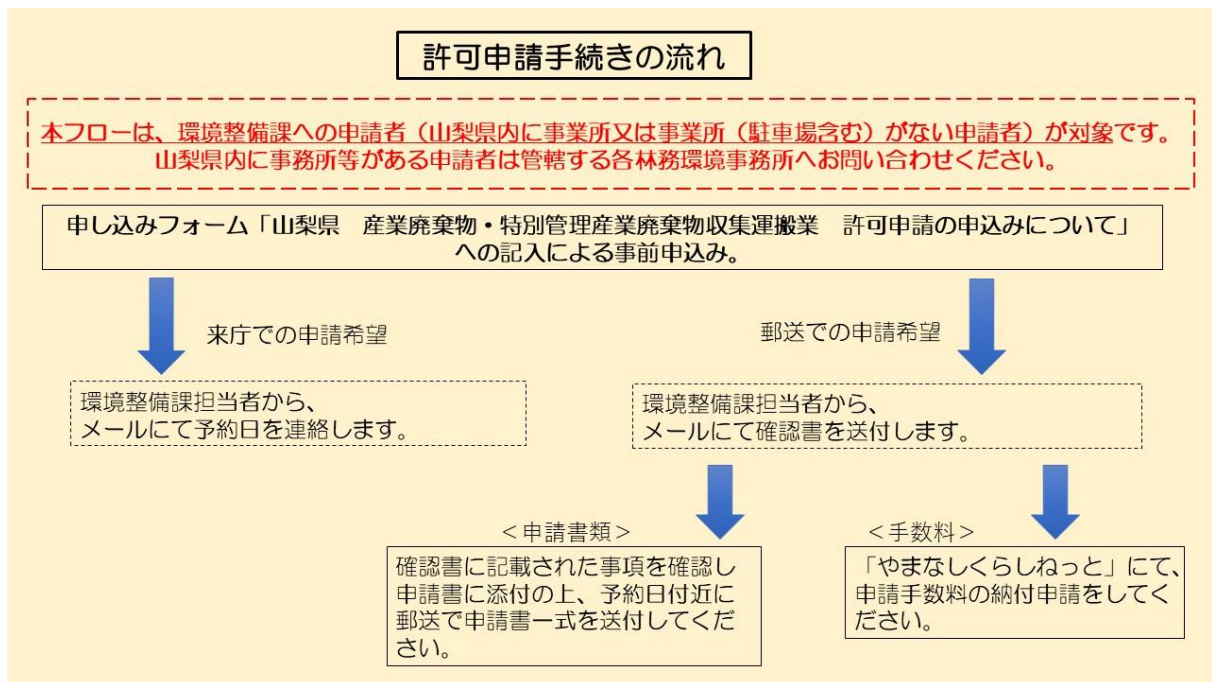 許可申請手続きの流れ
本フローは、環境整備課への申請者（山梨県内に事業所又は事業所（駐車場含む）がない申請者）が対象です。
山梨県内に事務所等がある申請者は管轄する各林務環境事務所へお問い合わせください。
申し込みフォーム「山梨県　産業廃棄物・特別管理産業廃棄物収集運搬業　許可申請の申込みについて」
への記入による事前申込み。
来庁での申請希望
郵送での申請希望
環境整備課担当者から、
メールにて予約日を連絡します。
環境整備課担当者から、
メールにて確認書を送付します。
＜申請書類＞
確認書に記載された事項を確認し
申請書に添付の上、予約日付近に
郵送で申請書一式を送付してくだ
さい。
＜手数料＞
「やまなしくらしねっと」にて、
申請手数料の納付申請をしてく
ださい。